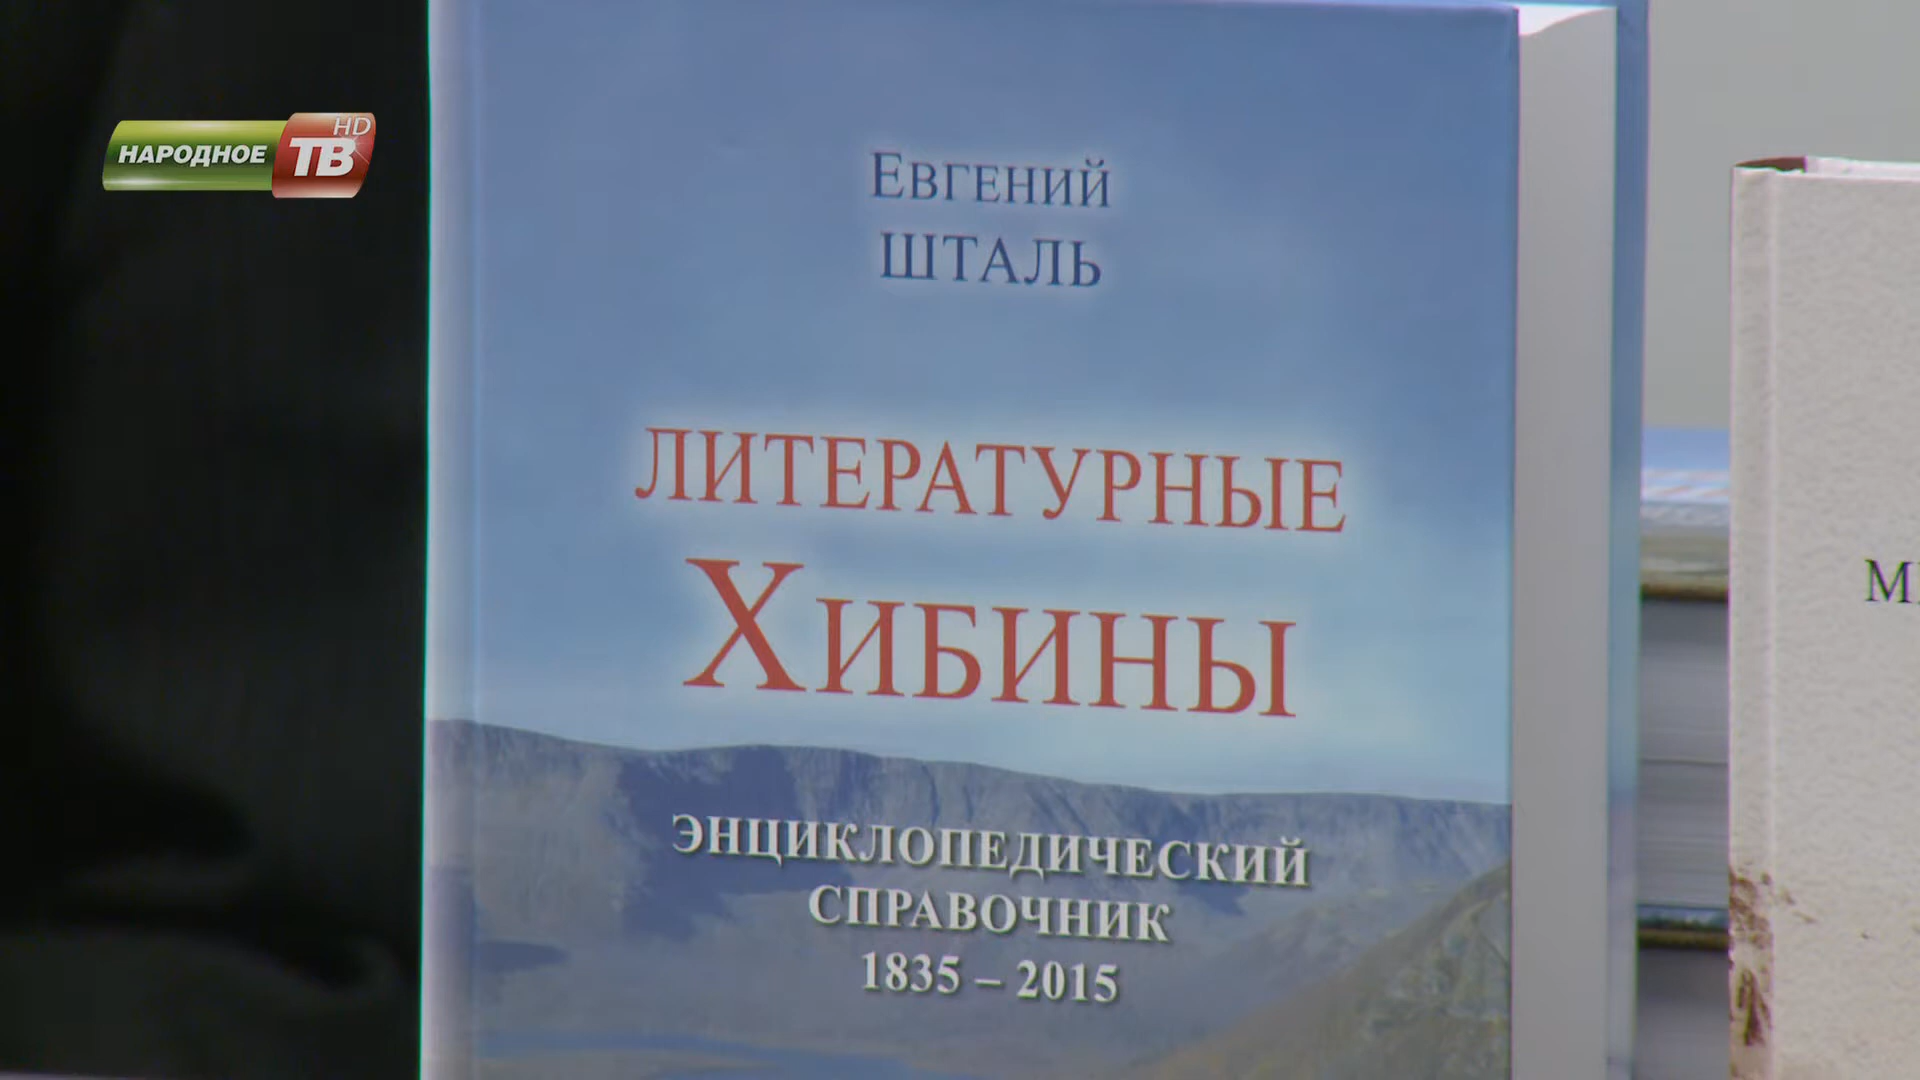 НАРОДНОЕ ТВ HD
ЕВГЕНИЙ
ШТАЛЬ
ЛИТЕРАТУРНЫЕ
ХИБИНЫ
ЭНЦИКЛОПЕДИЧЕСКИЙ
СПРАВОЧНИК
1835 – 2015